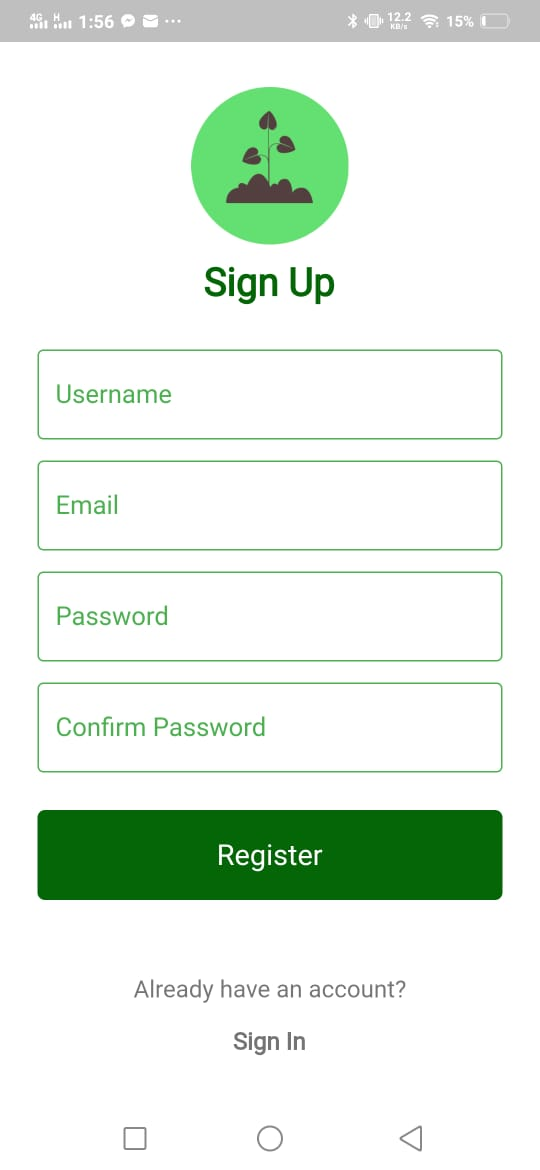 4G H 1:56 ... 12.2 KB/s 15%
Sign Up
Username
Email
Password
Confirm Password
Register
Already have an account?
Sign In